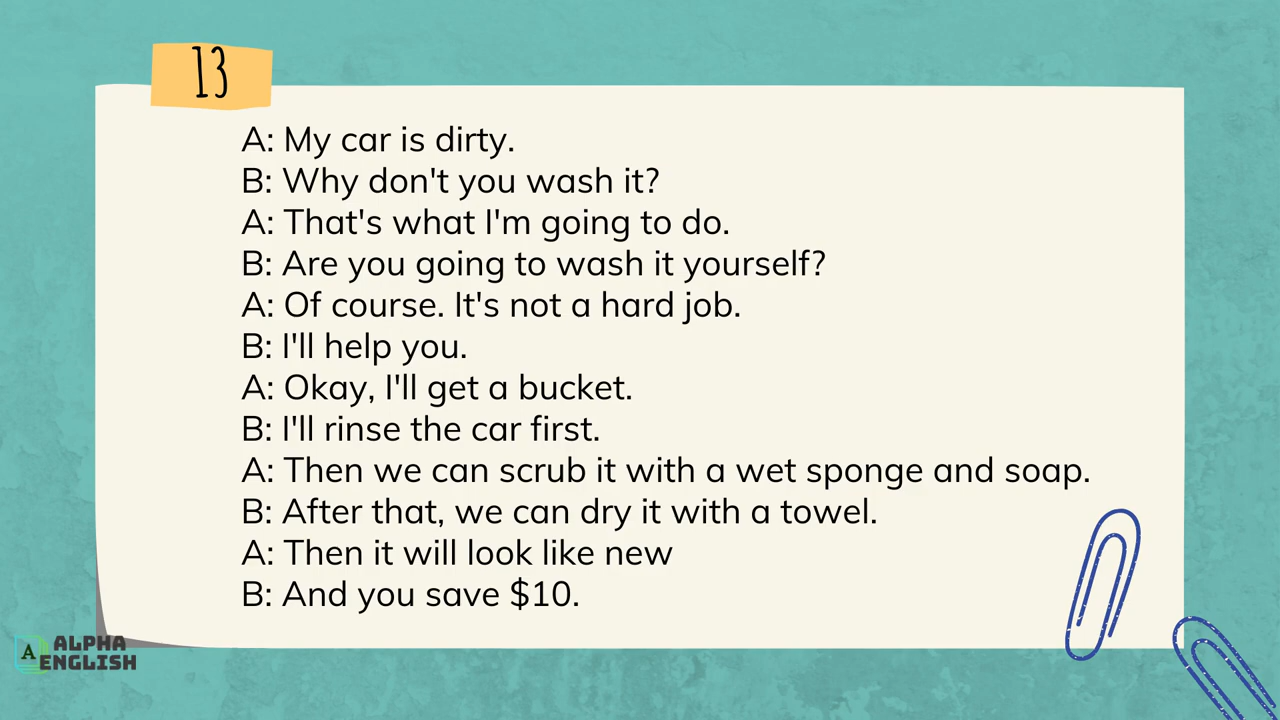 13
A: My car is dirty.
B: Why don't you wash it?
A: That's what I'm going to do.
B: Are you going to wash it yourself?
A: Of course. It's not a hard job.
B: I'll help you.
A: Okay, I'll get a bucket.
B: I'll rinse the car first.
A: Then we can scrub it with a wet sponge and soap.
B: After that, we can dry it with a towel.
A: Then it will look like new
B: And you save $10.
A ALPHA
ENGLISH